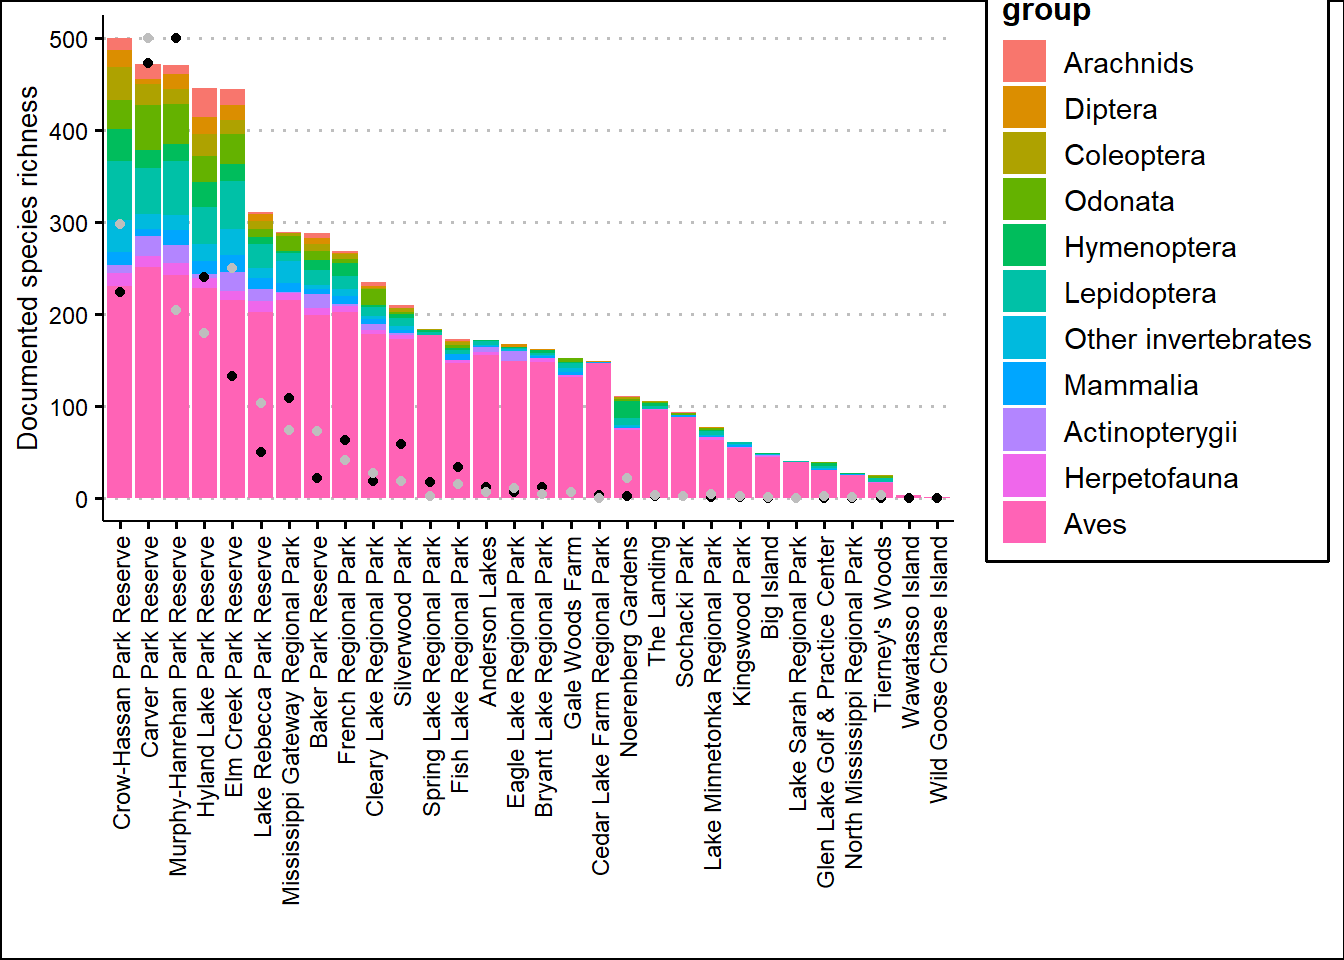 group
Arachnids
Diptera
Coleoptera
Odonata
Hymenoptera
Lepidoptera
Other invertebrates
Mammalia
Actinopterygii
Herpetofauna
Aves
Documented species richness
500
400
300
200
100
0
Crow-Hassan Park Reserve
Carver Park Reserve
Murphy-Hanrehan Park Reserve
Hyland Lake Park Reserve
Elm Creek Park Reserve
Lake Rebecca Park Reserve
Mississippi Gateway Regional Park
Baker Park Reserve
French Regional Park
Cleary Lake Regional Park
Silverwood Park
Spring Lake Regional Park
Fish Lake Regional Park
Anderson Lakes
Eagle Lake Regional Park
Bryant Lake Regional Park
Gale Woods Farm
Cedar Lake Farm Regional Park
Noerenberg Gardens
The Landing
Sochacki Park
Lake Minnetonka Regional Park
Kingswood Park
Big Island
Lake Sarah Regional Park
Glen Lake Golf & Practice Center
North Mississippi Regional Park
Tierney's Woods
Wawatasso Island
Wild Goose Chase Island